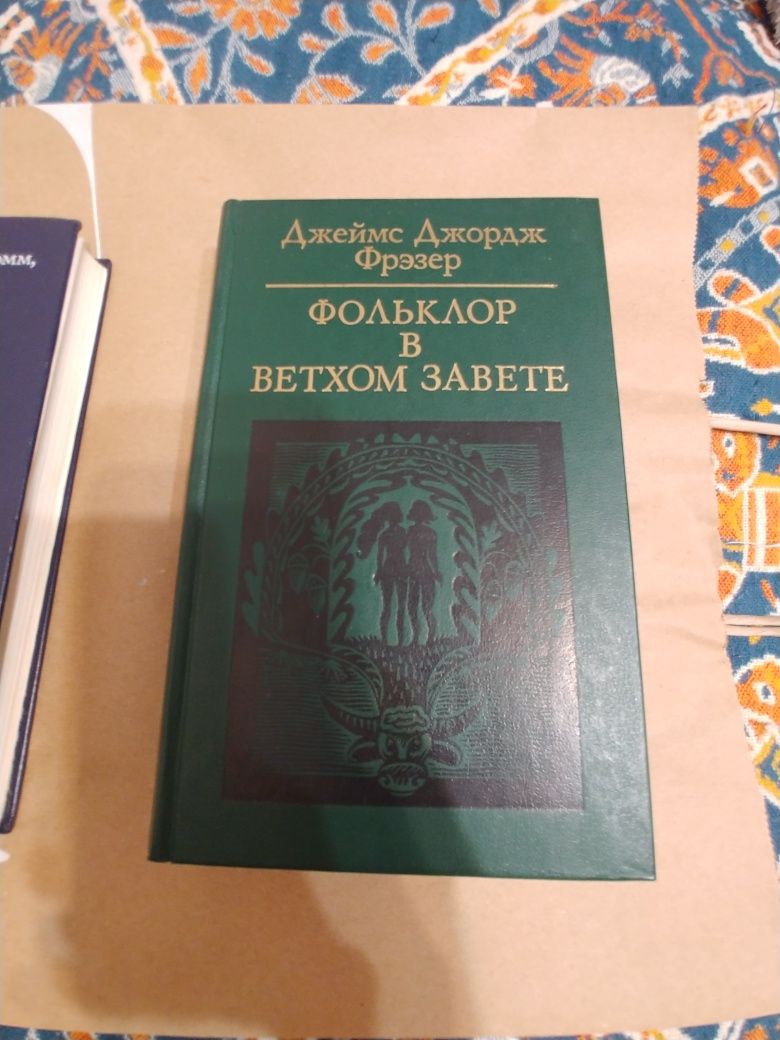 Джеймс Джордж
Фрэзер
ФОЛЬКЛОР
В
ВЕТХОМ ЗАВЕТЕ